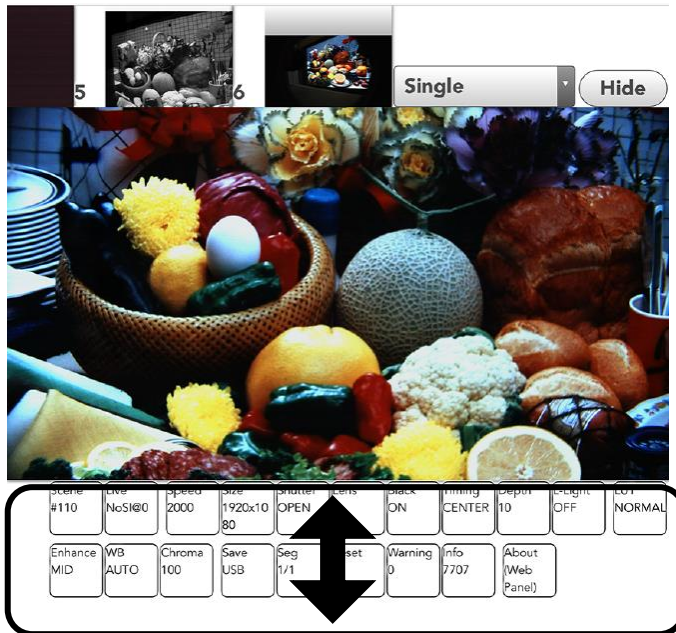 5
6
Single
Hide
Scene
#110
Live
NoSI@0
Speed
2000
Size
1920x10
80
Shutter
OPEN
Lens
Black
ON
Timing
CENTER
Depth
10
E-Light
OFF
LUT
NORMAL
Enhance
MID
WB
AUTO
Chroma
100
Save
USB
Seg
1/1
Warning
0
Info
7707
About
(Web
Panel)